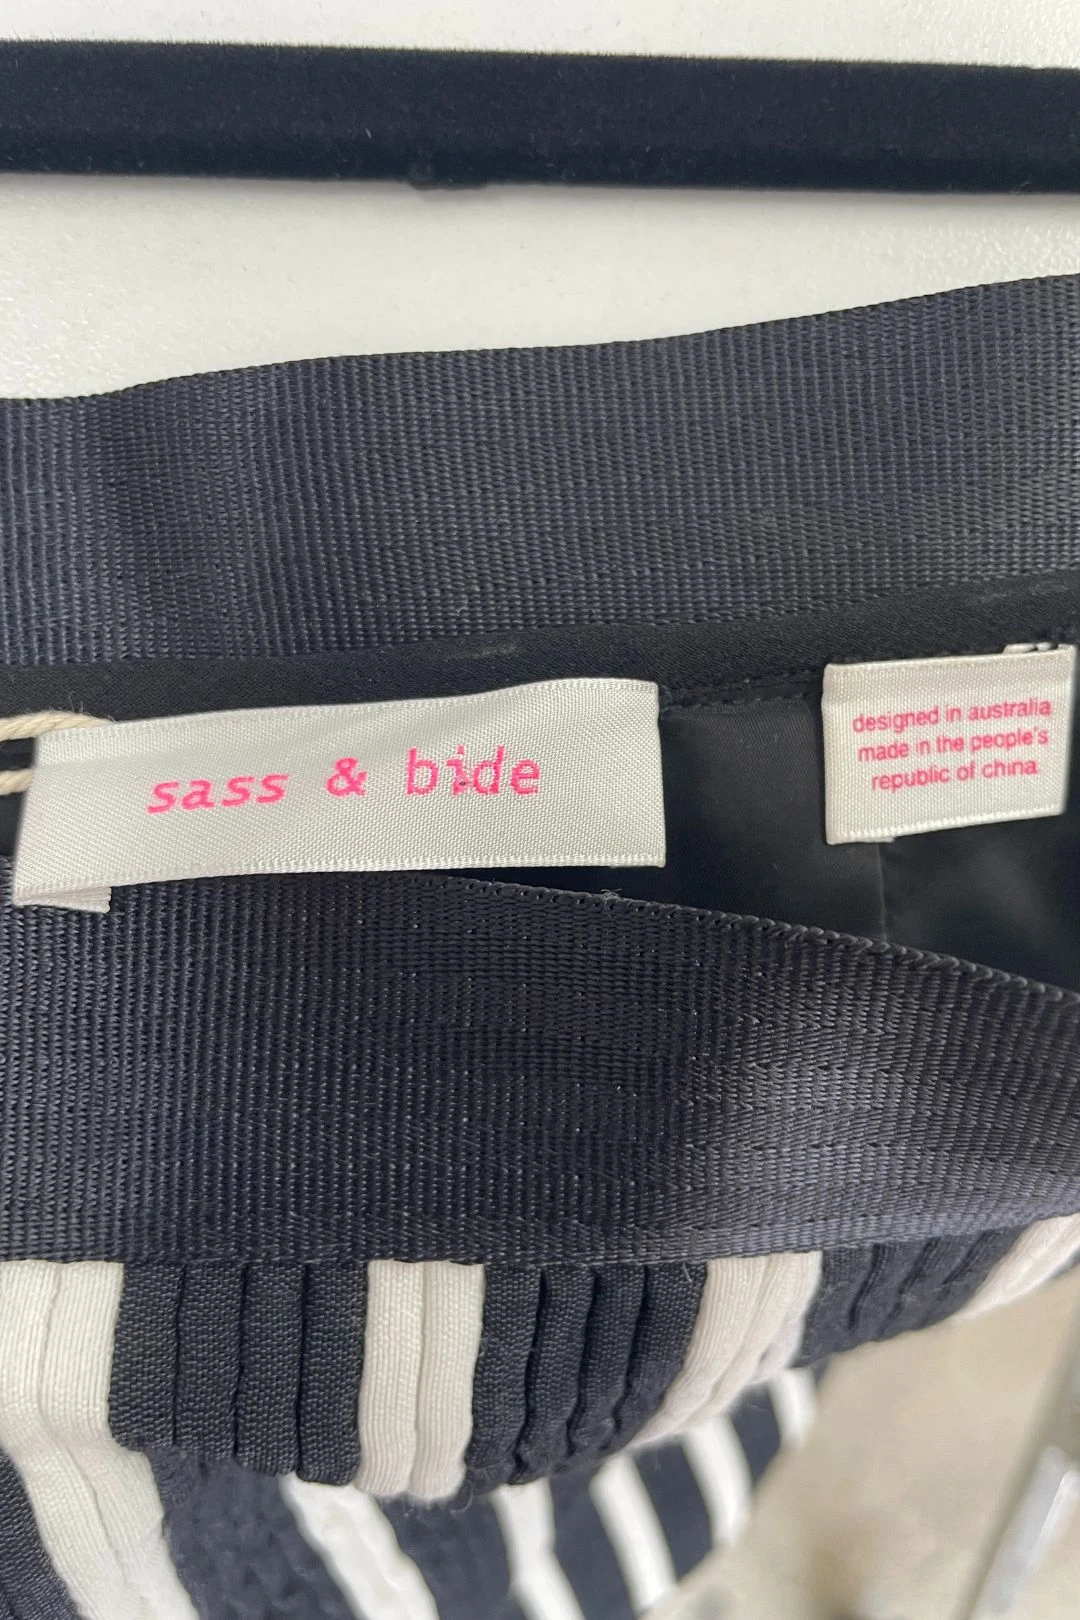 sass & bide
designed in australia
made in the people's
republic of china